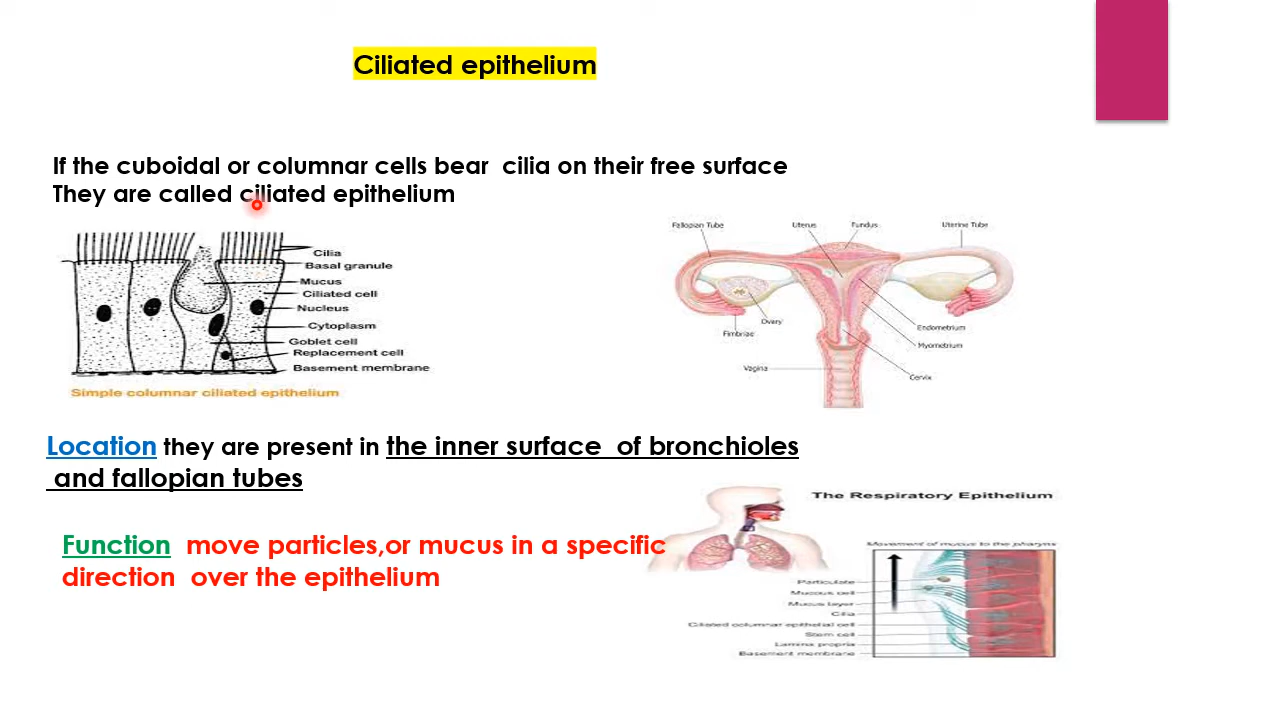 Ciliated epithelium
If the cuboidal or columnar cells bear cilia on their free surface
They are called ciliated epithelium
Cilia
Basal granule
Mucus
Ciliated cell
Nucleus
Cytoplasm
Goblet cell
Replacement cell
Basement membrane
Simple columnar ciliated epithelium
Fallopian Tube
Uterus
Fundus
Uterine Tube
Ovary
Fimbriae
Endometrium
Myometrium
Vagina
Cervix
Location they are present in the inner surface of bronchioles
and fallopian tubes
Function move particles,or mucus in a specific
direction over the epithelium
The Respiratory Epithelium
Movement of mucus to the pharynx
Particulate
Mucous cell
Mucus layer
Cilia
Ciliated columnar epithelial cell
Stem cell
Lamina propria
Basement membrane